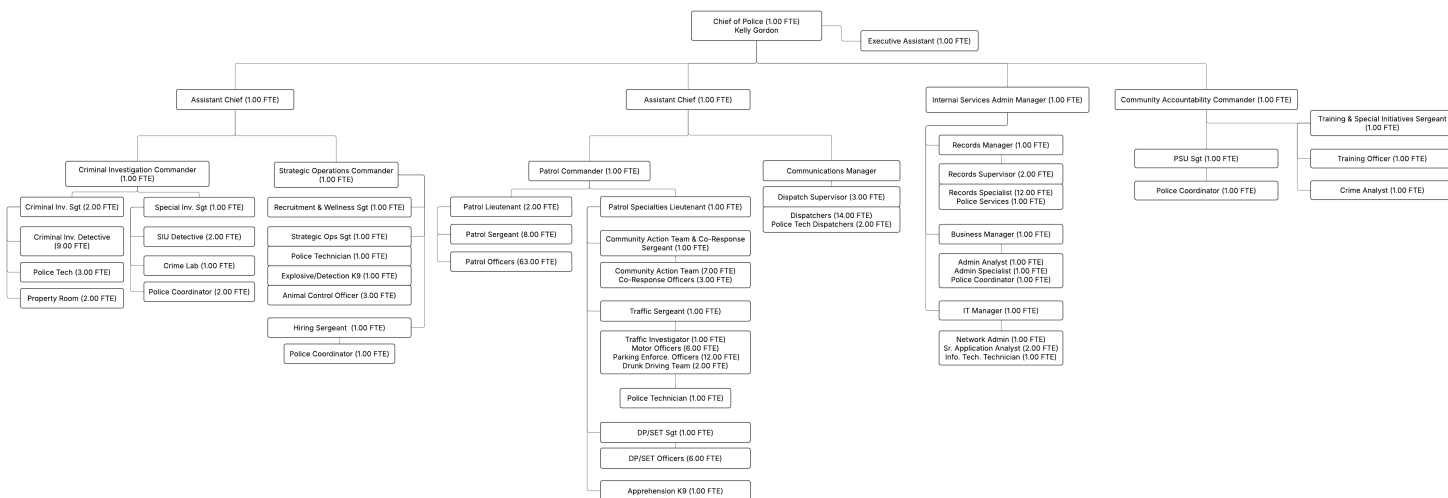 Chief of Police (1.00 FTE)
Kelly Gordon
Executive Assistant (1.00 FTE)
Assistant Chief (1.00 FTE)
Assistant Chief (1.00 FTE)
Internal Services Admin Manager (1.00 FTE)
Community Accountability Commander (1.00 FTE)
Criminal Investigation Commander
(1.00 FTE)
Criminal Inv. Sgt (2.00 FTE)
Criminal Inv. Detective
(9.00 FTE)
Police Tech (3.00 FTE)
Property Room (2.00 FTE)
Special Inv. Sgt (1.00 FTE)
SIU Detective (2.00 FTE)
Crime Lab (1.00 FTE)
Police Coordinator (2.00 FTE)
Strategic Operations Commander
(1.00 FTE)
Recruitment & Wellness Sgt (1.00 FTE)
Strategic Ops Sgt (1.00 FTE)
Police Technician (1.00 FTE)
Explosive/Detection K9 (1.00 FTE)
Animal Control Officer (3.00 FTE)
Hiring Sergeant (1.00 FTE)
Police Coordinator (1.00 FTE)
Patrol Commander (1.00 FTE)
Patrol Lieutenant (2.00 FTE)
Patrol Sergeant (8.00 FTE)
Patrol Officers (63.00 FTE)
Patrol Specialties Lieutenant (1.00 FTE)
Community Action Team & Co-Response
Sergeant (1.00 FTE)
Community Action Team (7.00 FTE)
Co-Response Officers (3.00 FTE)
Traffic Sergeant (1.00 FTE)
Traffic Investigator (1.00 FTE)
Motor Officers (6.00 FTE)
Parking Enforce. Officers (12.00 FTE)
Drunk Driving Team (2.00 FTE)
Police Technician (1.00 FTE)
DP/SET Sgt (1.00 FTE)
DP/SET Officers (6.00 FTE)
Apprehension K9 (1.00 FTE)
Communications Manager
Dispatch Supervisor (3.00 FTE)
Dispatchers (14.00 FTE)
Police Tech Dispatchers (2.00 FTE)
Records Manager (1.00 FTE)
Records Supervisor (2.00 FTE)
Records Specialist (12.00 FTE)
Police Services (1.00 FTE)
Business Manager (1.00 FTE)
Admin Analyst (1.00 FTE)
Admin Specialist (1.00 FTE)
Police Coordinator (1.00 FTE)
IT Manager (1.00 FTE)
Network Admin (1.00 FTE)
Sr. Application Analyst (2.00 FTE)
Info. Tech. Technician (1.00 FTE)
PSU Sgt (1.00 FTE)
Police Coordinator (1.00 FTE)
Training & Special Initiatives Sergeant
(1.00 FTE)
Training Officer (1.00 FTE)
Crime Analyst (1.00 FTE)